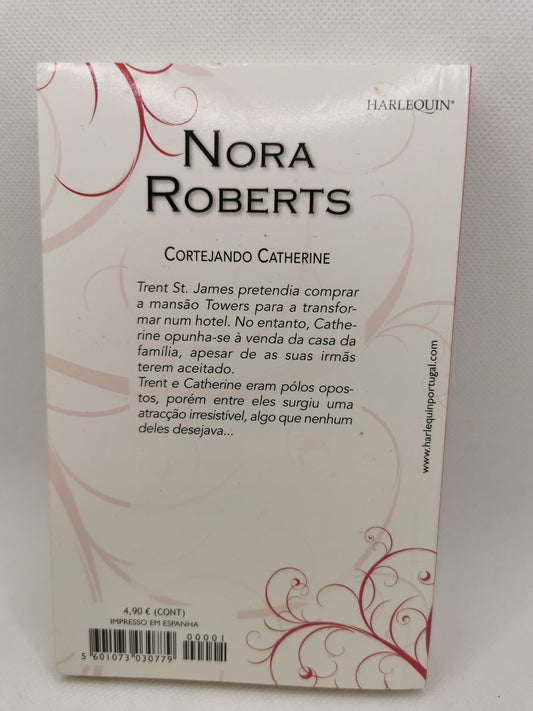 HARLEQUIN®
NORA
ROBERTS
CORTEJANDO CATHERINE
Trent St. James pretendia comprar
a mansão Towers para a transfor-
mar num hotel. No entanto, Cathe-
rine opunha-se à venda da casa da
família, apesar de as suas irmãs
terem aceitado.
Trent e Catherine eram pólos opos-
tos, porém entre eles surgiu uma
atracção irresistível, algo que nenhum
deles desejava...
www.harlequinportugal.com
4,90 € (CONT)
IMPRESSO EM ESPANHA
00001
5 601073 030779